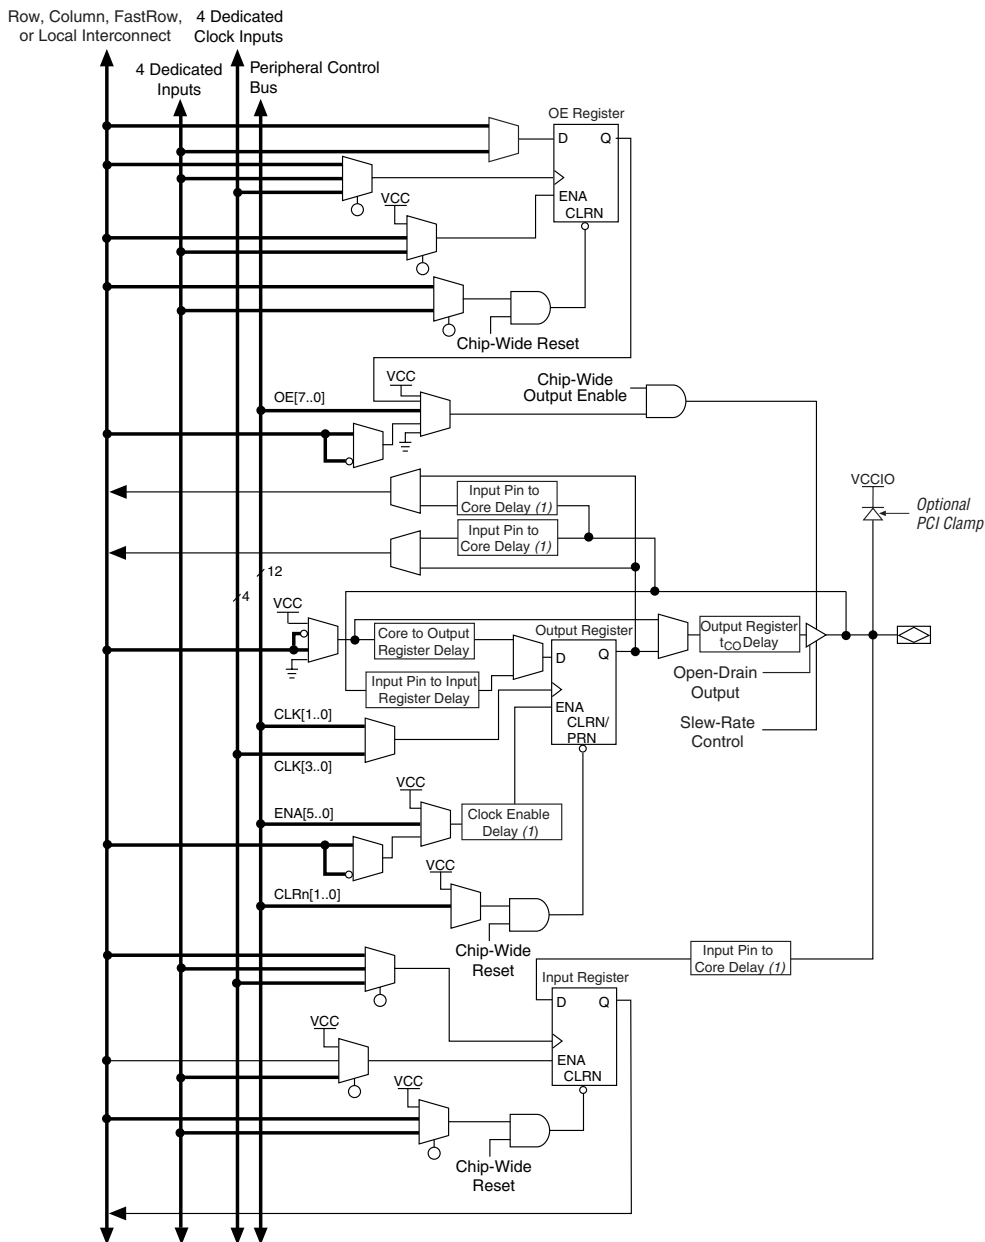 Row, Column, FastRow,
or Local Interconnect
4 Dedicated
Clock Inputs
4 Dedicated
Inputs
Peripheral Control
Bus
OE Register
D
Q
ENA
CLRN
VCC
Chip-Wide Reset
VCC
OE[7..0]
Chip-Wide
Output Enable
Input Pin to
Core Delay (1)
Input Pin to
Core Delay (1)
VCCIO
Optional
PCI Clamp
12
4
VCC
Core to Output
Register Delay
Input Pin to Input
Register Delay
Output Register
D
Q
ENA
CLRN/
PRN
Output Register
tCO Delay
Open-Drain
Output
Slew-Rate
Control
CLK[1..0]
CLK[3..0]
VCC
ENA[5..0]
Clock Enable
Delay (1)
VCC
CLRn[1..0]
Chip-Wide
Reset
Input Pin to
Core Delay (1)
Input Register
D
Q
ENA
CLRN
VCC
VCC
Chip-Wide
Reset